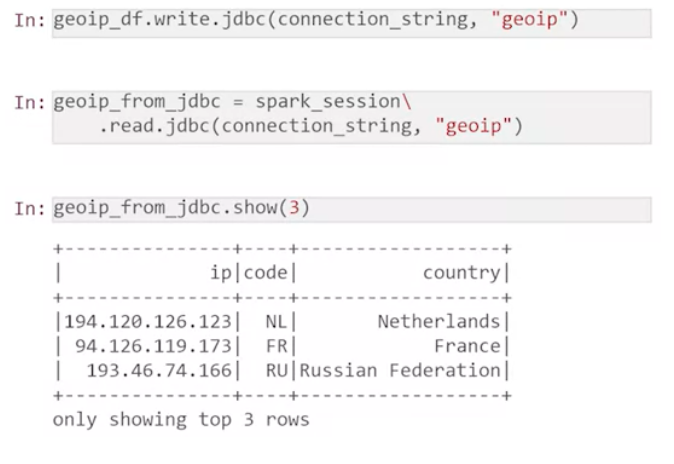 In: geoip_df.write.jdbc(connection_string, "geoip")
In: geoip_from_jdbc = spark_session\
.read.jdbc(connection_string, "geoip")
In: geoip_from_jdbc.show(3)
+---------------+----+------------------+
|             ip|code|           country|
+---------------+----+------------------+
|194.120.126.123|  NL|       Netherlands|
| 94.126.119.173|  FR|            France|
|  193.46.74.166|  RU|Russian Federation|
+---------------+----+------------------+
only showing top 3 rows